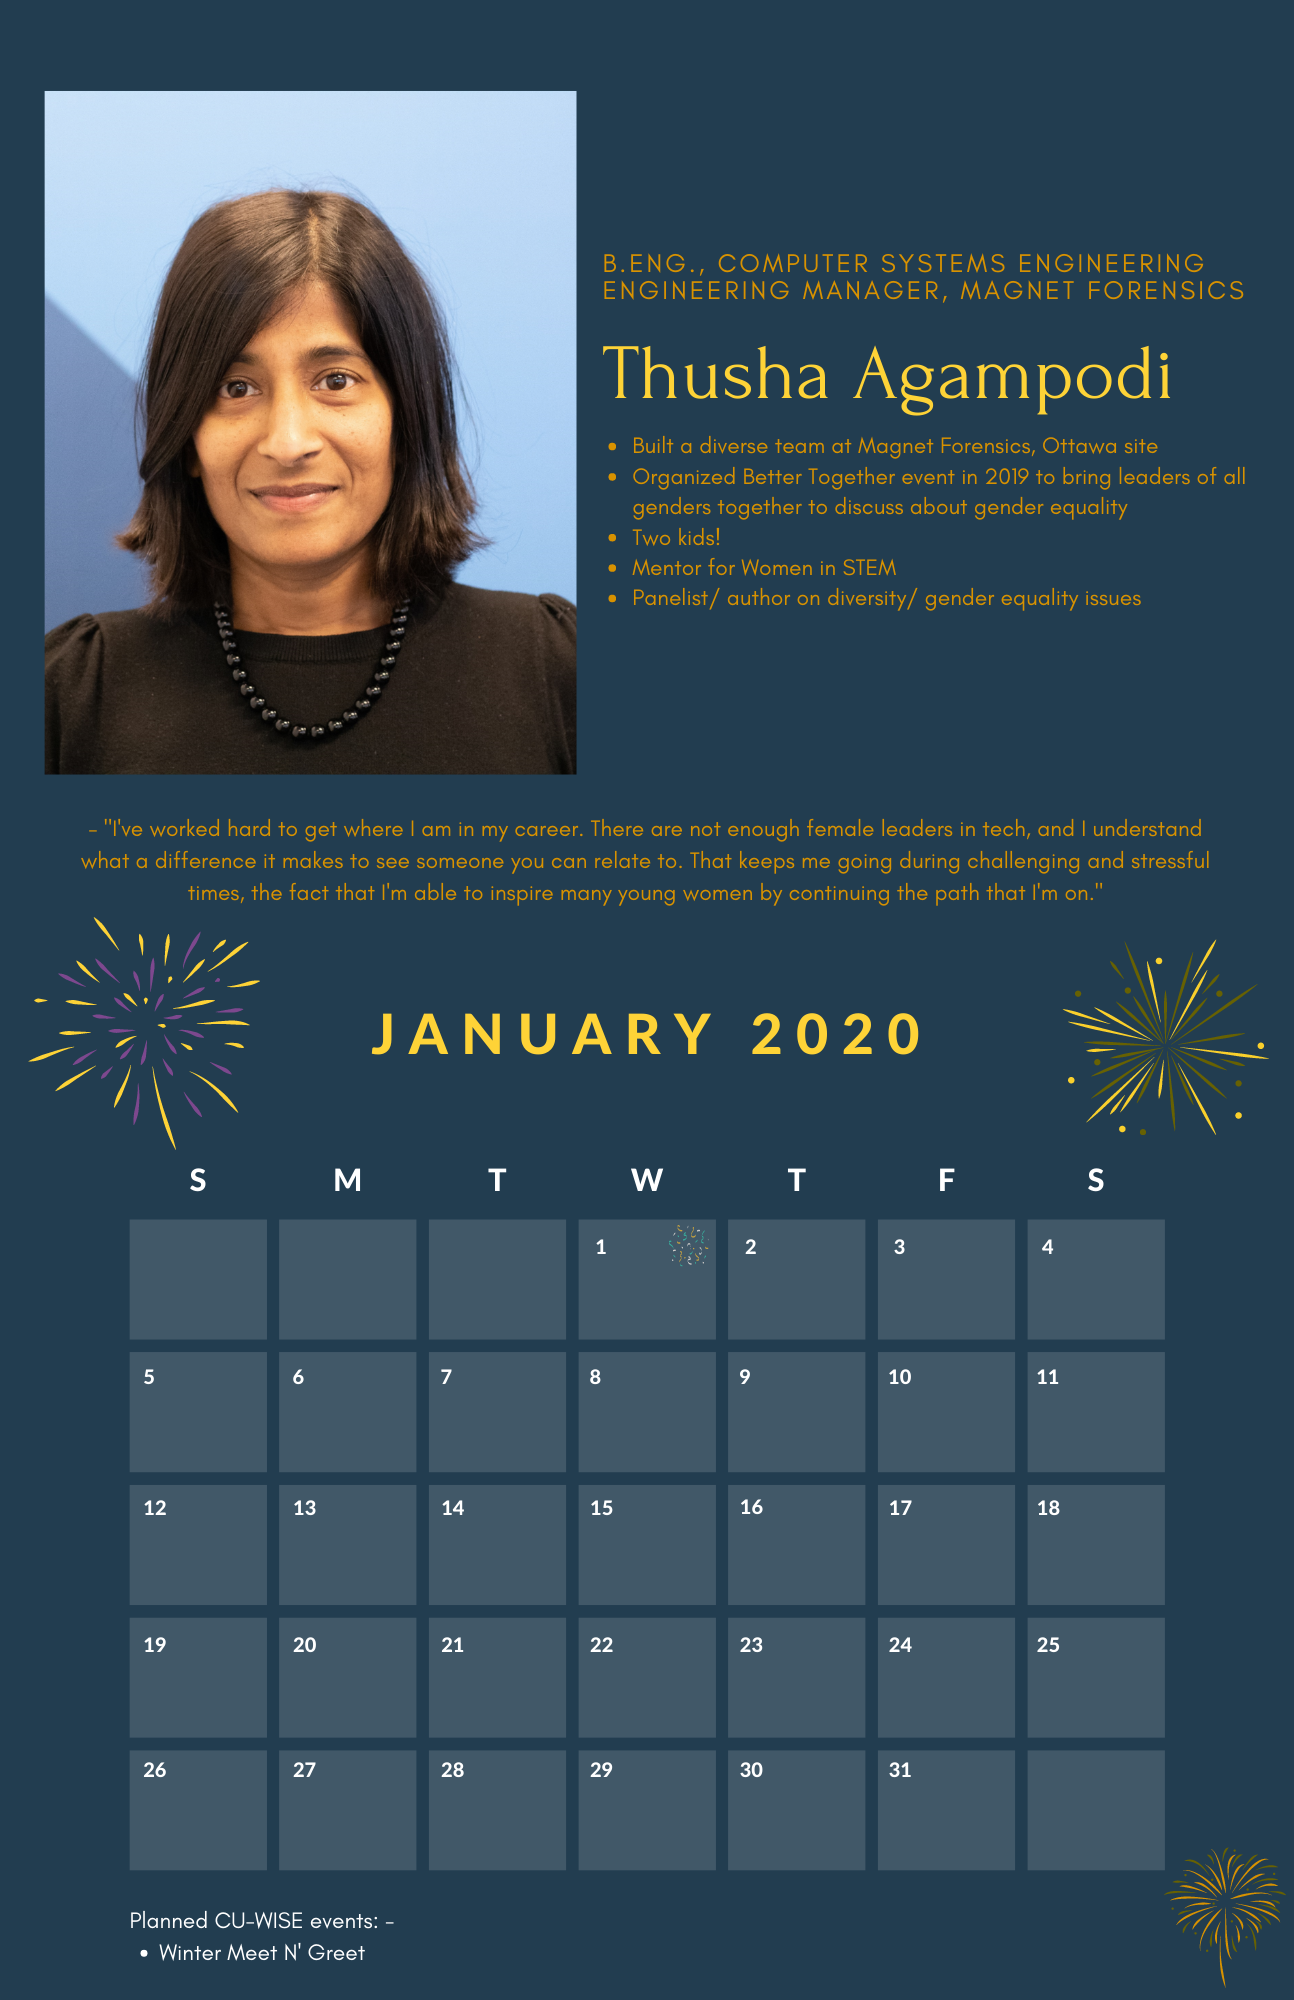 B.ENG., COMPUTER SYSTEMS ENGINEERING
ENGINEERING MANAGER, MAGNET FORENSICS
Thusha Agampodi
• Built a diverse team at Magnet Forensics, Ottawa site
• Organized Better Together event in 2019 to bring leaders of all
genders together to discuss about gender equality
• Two kids!
• Mentor for Women in STEM
• Panelist/ author on diversity/ gender equality issues
- "I've worked hard to get where I am in my career. There are not enough female leaders in tech, and I understand
what a difference it makes to see someone you can relate to. That keeps me going during challenging and stressful
times, the fact that I'm able to inspire many young women by continuing the path that I'm on."
JANUARY 2020
S M T W T F S
1 2 3 4
5 6 7 8 9 10 11
12 13 14 15 16 17 18
19 20 21 22 23 24 25
26 27 28 29 30 31
Planned CU-WISE events: -
• Winter Meet N' Greet